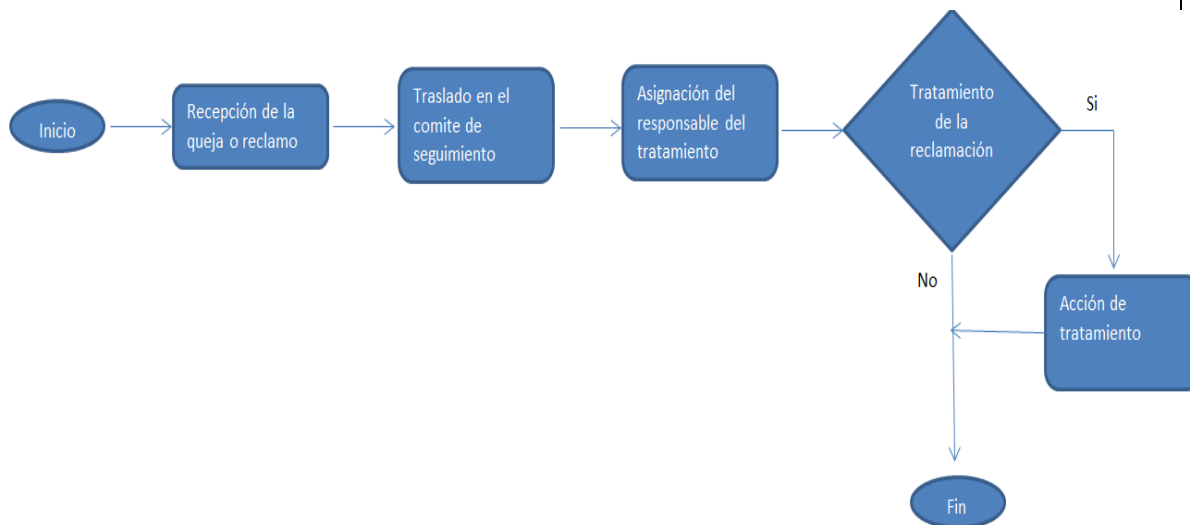 Inicio
Recepción de la
queja o reclamo
Traslado en el
comite de
seguimiento
Asignación del
responsable del
tratamiento
Tratamiento
de la
reclamación
Si
No
Acción de
tratamiento
Fin